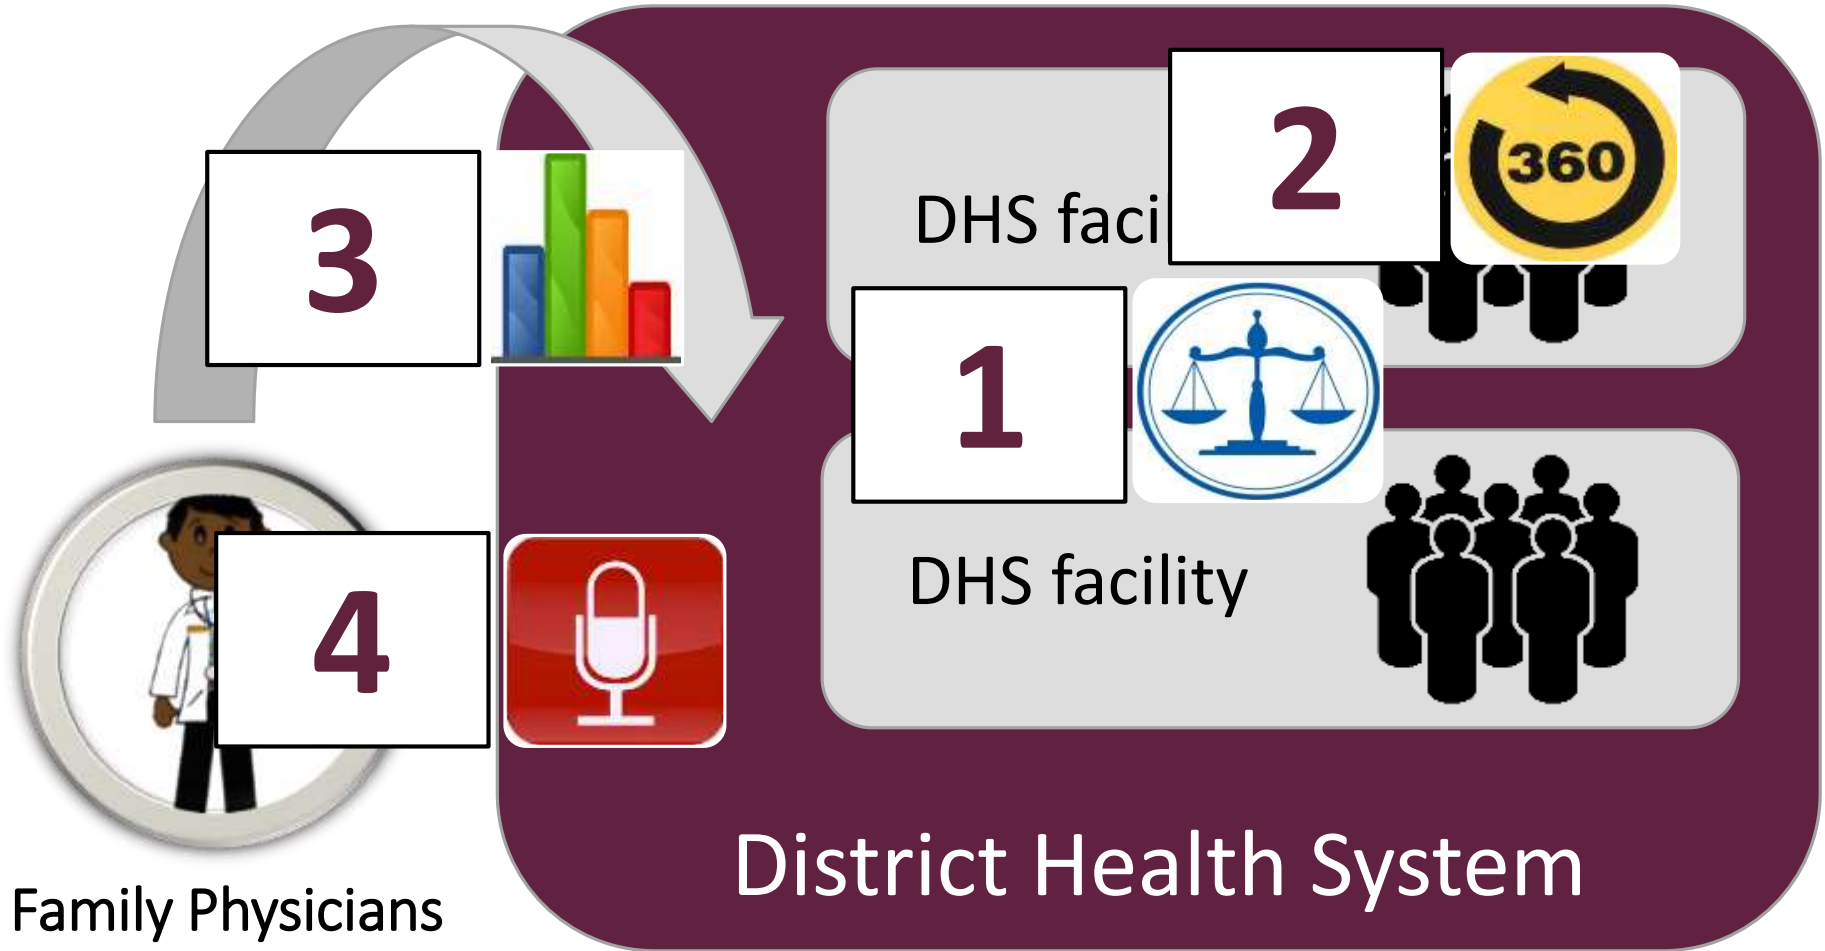 2
360
DHS faci
3
1
DHS facility
4
District Health System
Family Physicians